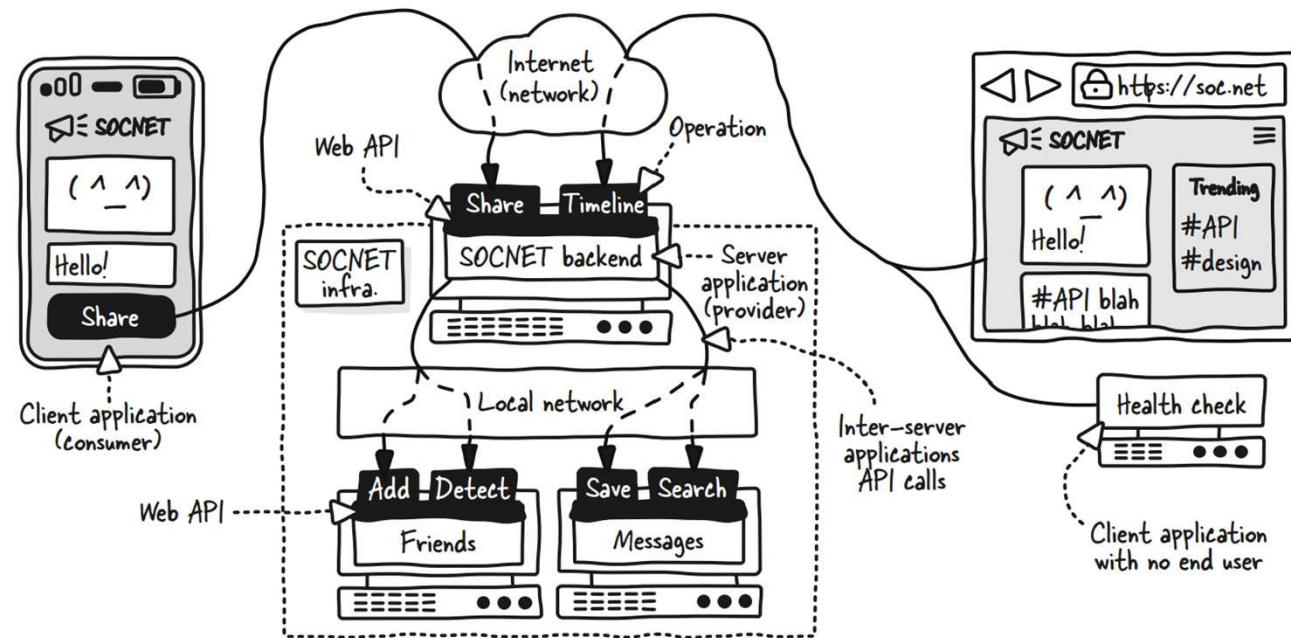 SOCNET
( ^_^)
Hello!
Share
Client application
(consumer)
Internet
(network)
Web API
Operation
Share
Timeline
SOCNET
infra.
SOCNET backend
Server
application
(provider)
Local network
Inter-server
applications
API calls
Add
Detect
Save
Search
Web API
Friends
Messages
https://soc.net
SOCNET
( ^_^)
Hello!
#API blah
blah blah
Trending
#API
#design
Health check
Client application
with no end user